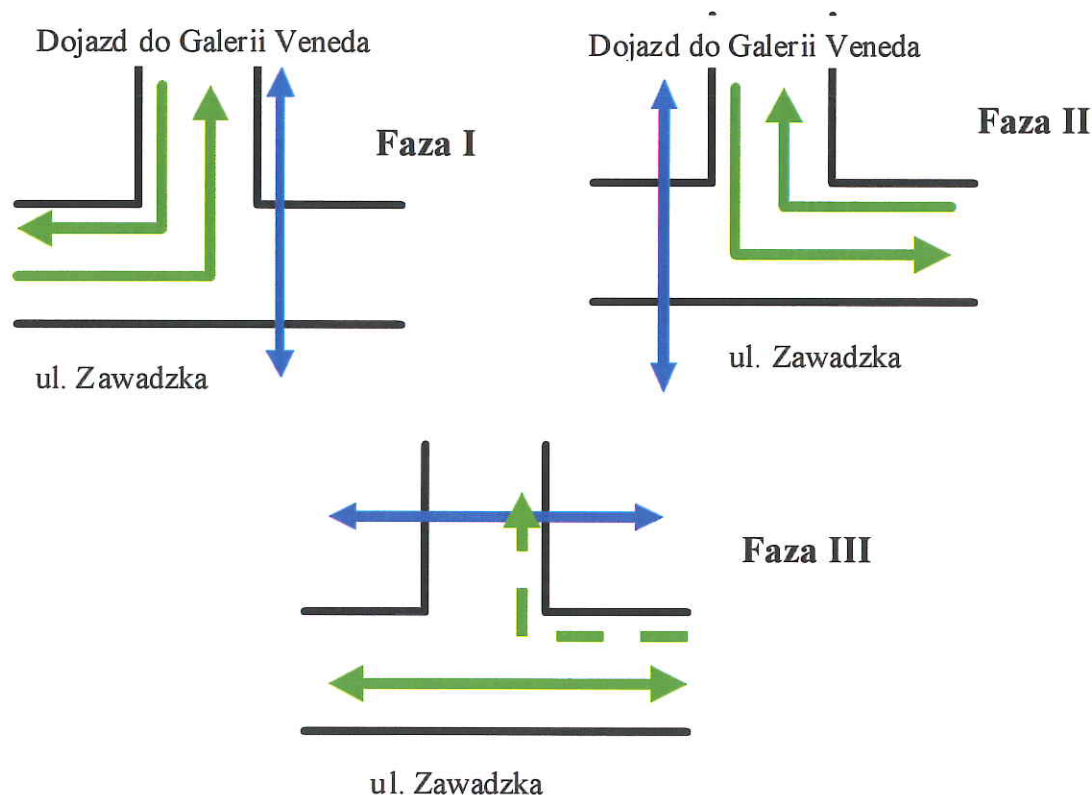 Dojazd do Galerii Veneda
Faza I
ul. Zawadzka
Dojazd do Galerii Veneda
Faza II
ul. Zawadzka
Faza III
ul. Zawadzka